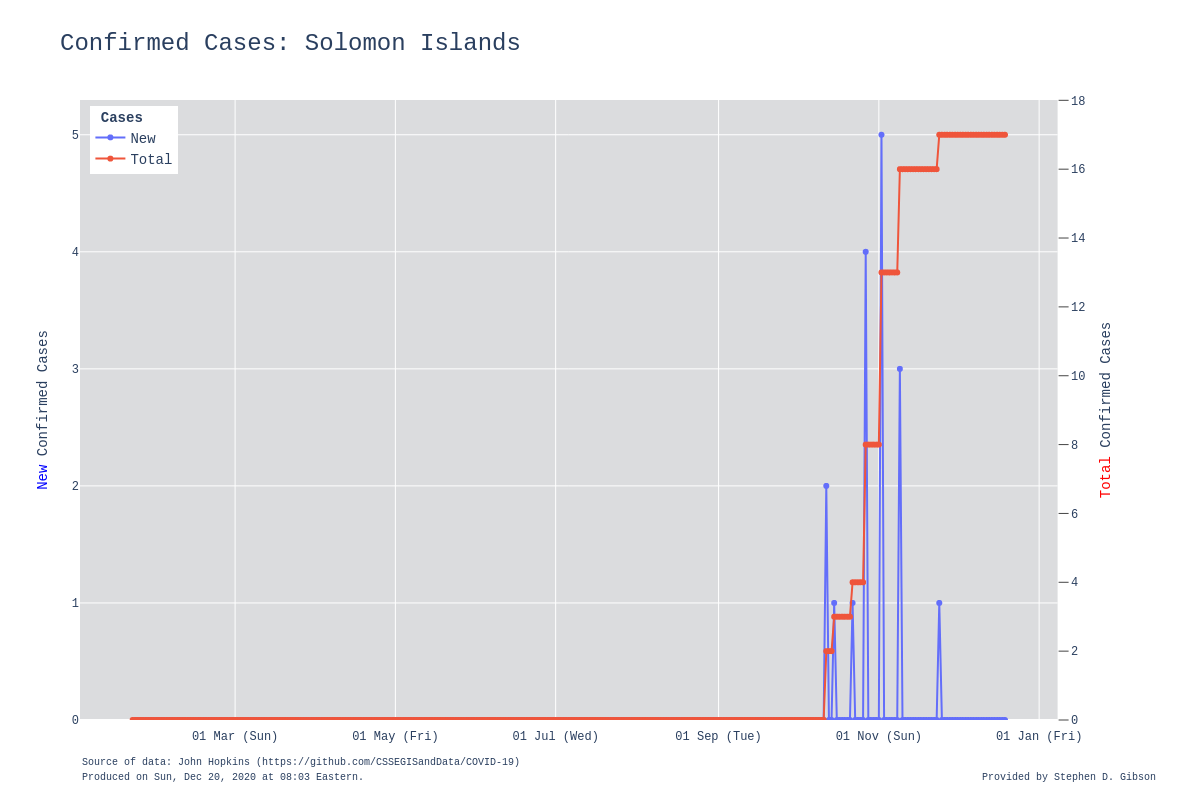 Confirmed Cases: Solomon Islands
Cases
New
Total
5
4
3
2
1
0
New Confirmed Cases
18
16
14
12
10
8
6
4
2
0
Total Confirmed Cases
01 Mar (Sun)
01 May (Fri)
01 Jul (Wed)
01 Sep (Tue)
01 Nov (Sun)
01 Jan (Fri)
Source of data: John Hopkins (https://github.com/CSSEGISandData/COVID-19)
Produced on Sun, Dec 20, 2020 at 08:03 Eastern.
Provided by Stephen D. Gibson